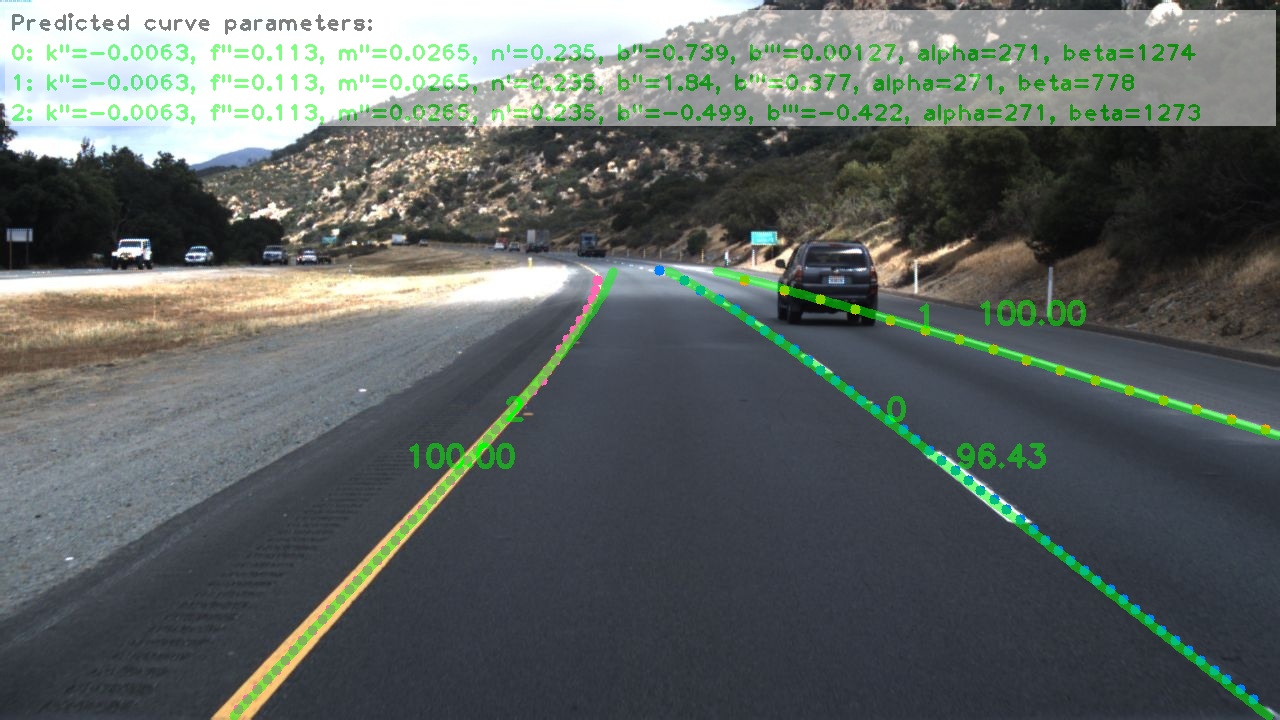 Predicted curve parameters:
0: k''=-0.0063, f''=0.113, m''=0.0265, n'=0.235, b''=0.739, b'''=0.00127, alpha=271, beta=1274
1: k''=-0.0063, f''=0.113, m''=0.0265, n'=0.235, b''=1.84, b'''=0.377, alpha=271, beta=778
2: k''=-0.0063, f''=0.113, m''=0.0265, n'=0.235, b''=-0.499, b'''=-0.422, alpha=271, beta=1273
1 100.00
2
0
100.00
96.43